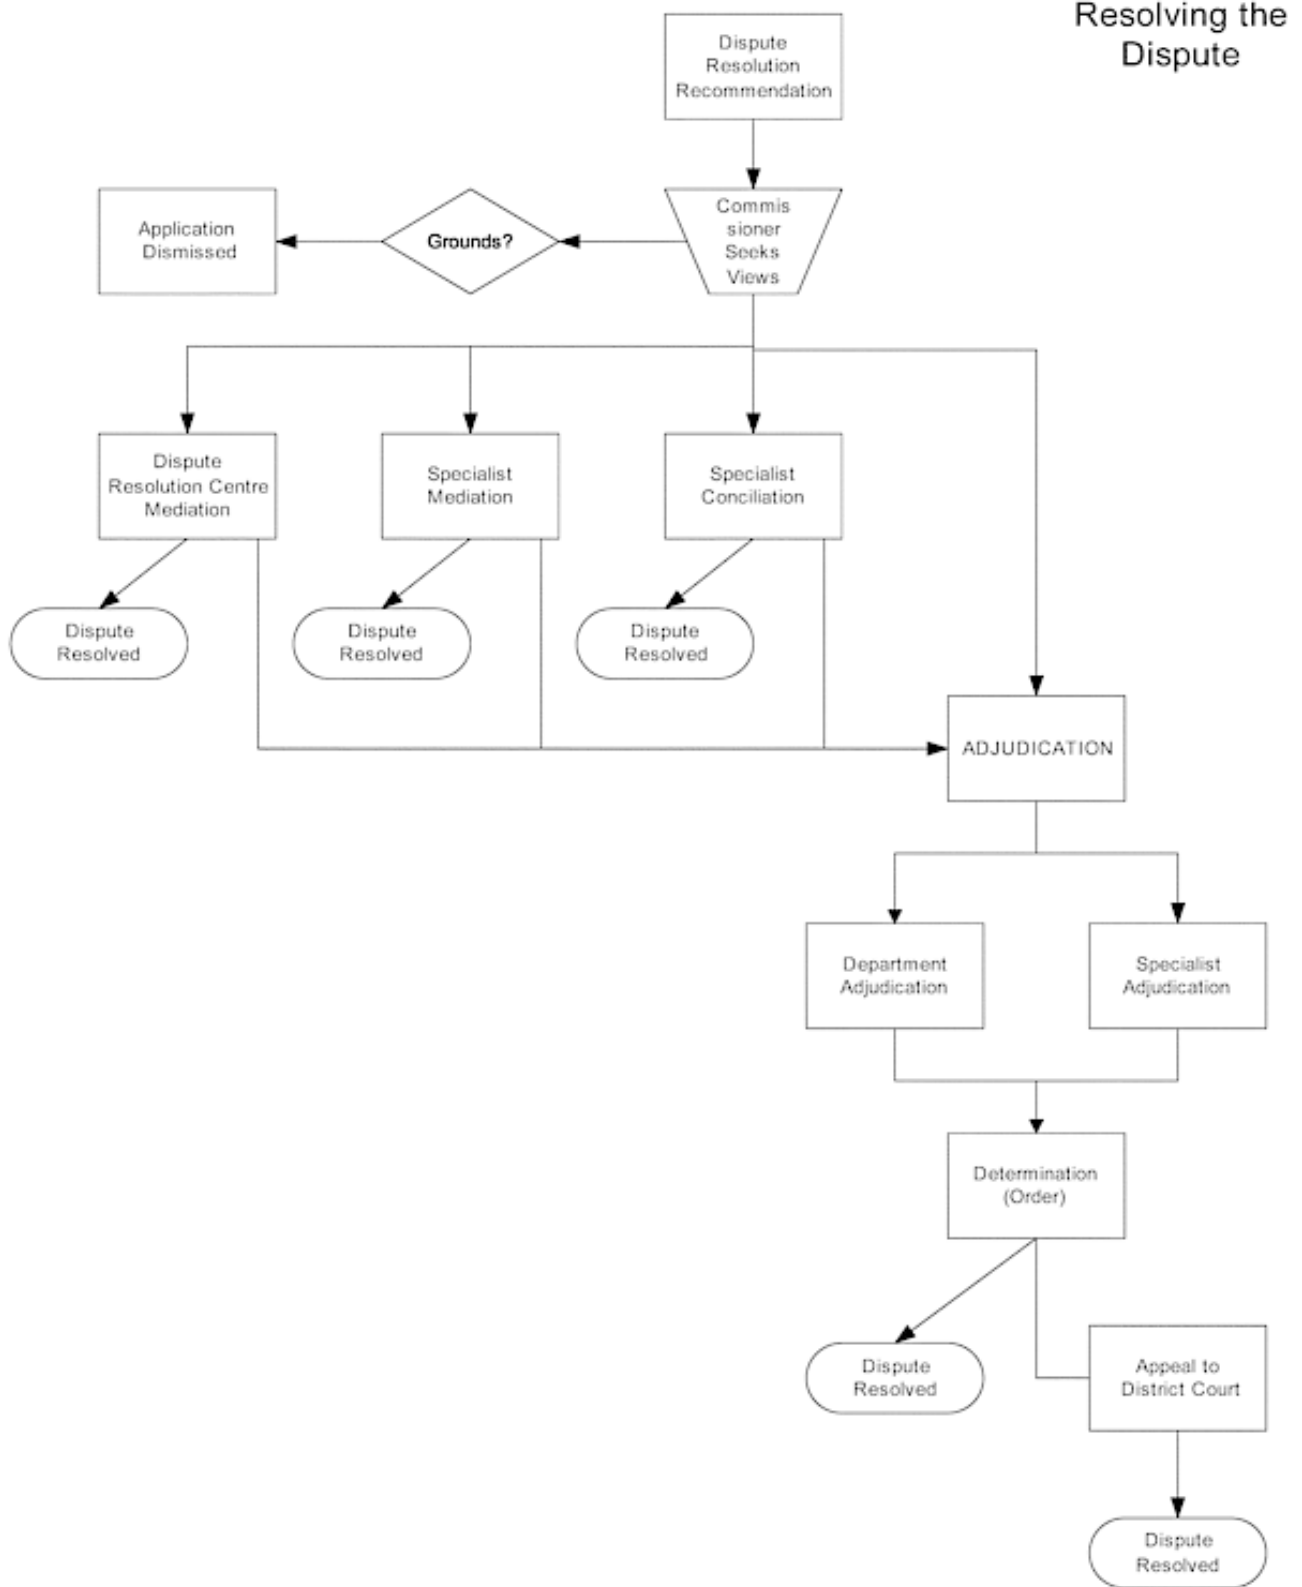 Resolving the
Dispute
Dispute
Resolution
Recommendation
Commis
sioner
Seeks
Views
Grounds?
Application
Dismissed
Dispute
Resolution Centre
Mediation
Specialist
Mediation
Specialist
Conciliation
Dispute
Resolved
Dispute
Resolved
Dispute
Resolved
ADJUDICATION
Department
Adjudication
Specialist
Adjudication
Determination
(Order)
Dispute
Resolved
Appeal to
District Court
Dispute
Resolved